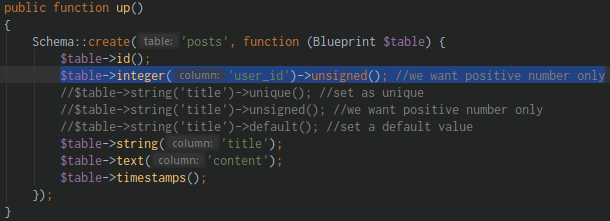 public function up()
{
Schema::create( table: 'posts', function (Blueprint $table) {
$table->id();
$table->integer( column: 'user_id')->unsigned(); //we want positive number only
//$table->string('title')->unique(); //set as unique
//$table->string('title')->unsigned(); //we want positive number only
//$table->string('title')->default(); //set a default value
$table->string( column: 'title');
$table->text( column: 'content');
$table->timestamps();
});
}